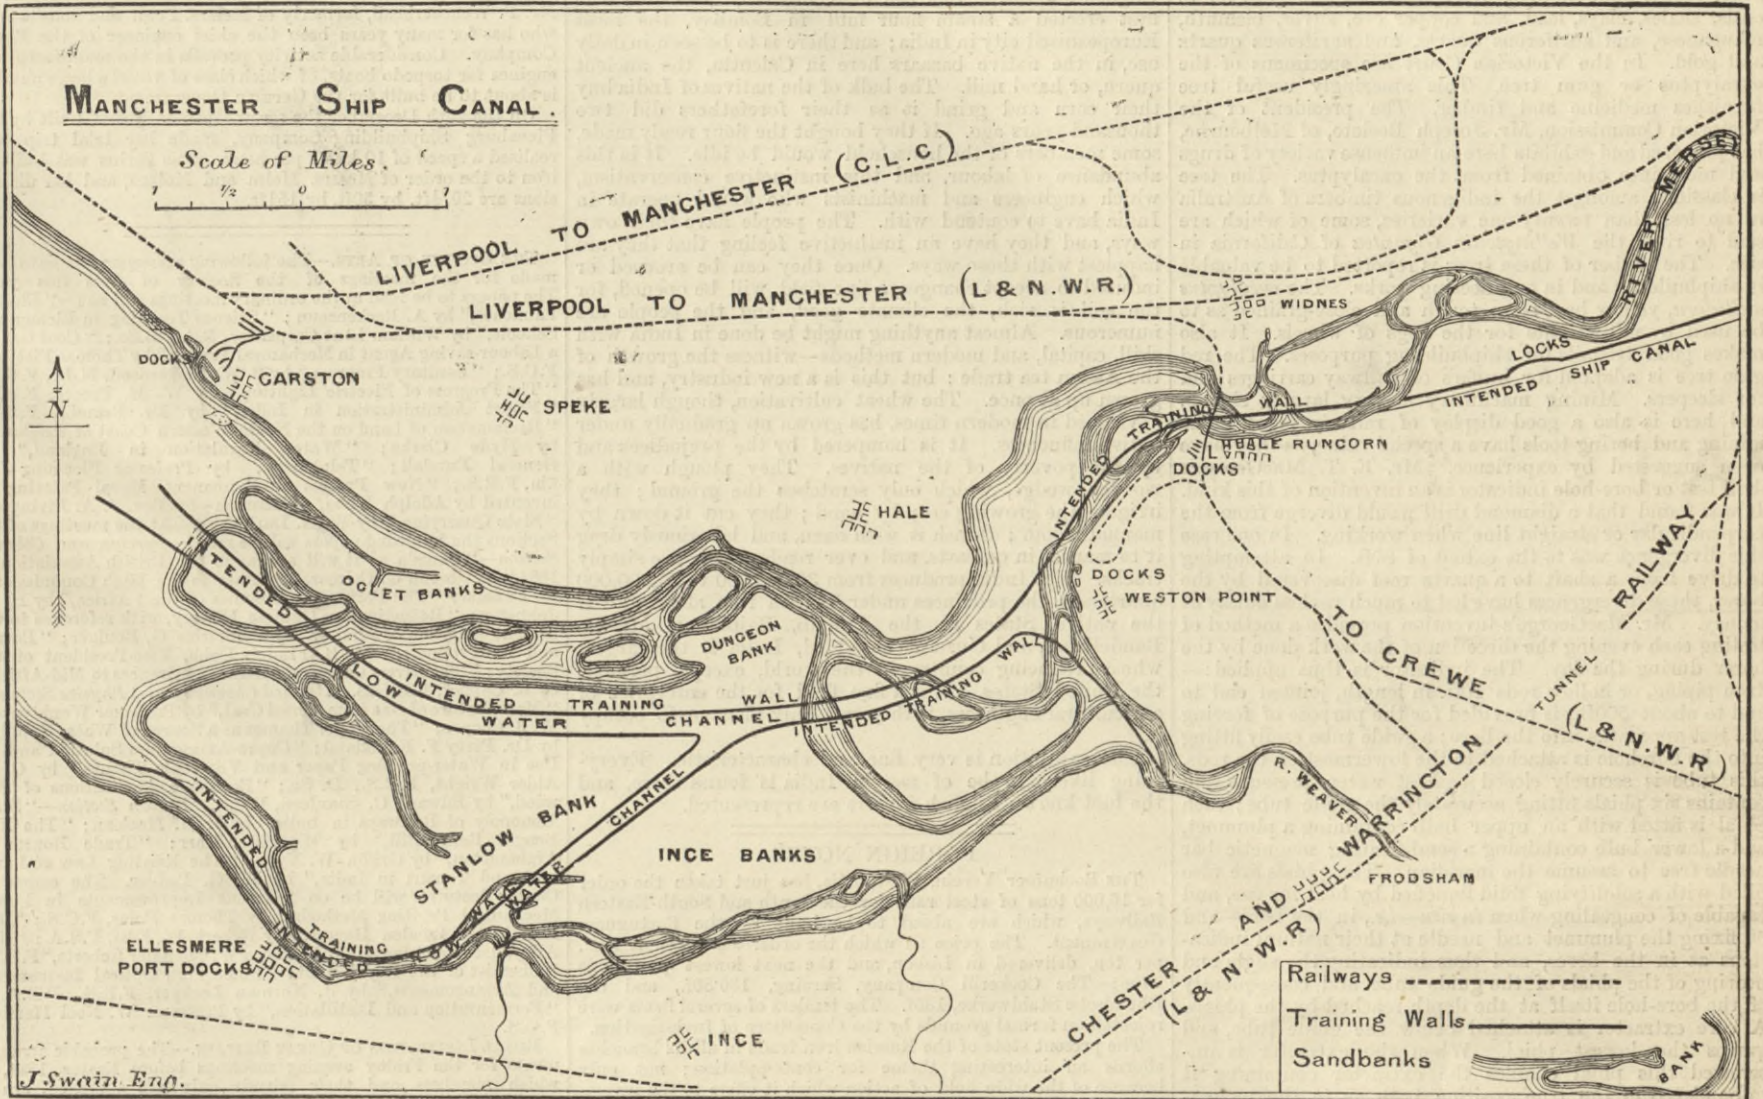 MANCHESTER SHIP CANAL.
Scale of Miles.
1 1/2 0 1
LIVERPOOL TO MANCHESTER (C.L.C)
LIVERPOOL TO MANCHESTER (L & N.W.R.)
RIVER MERSEY
WIDNES
LOCKS
INTENDED SHIP CANAL
DOCKS
GARSTON
SPEKE
N
INTENDED TRAINING WALL
RUNCORN
DOCKS
HALE
DOCKS
WESTON POINT
OGLET BANKS
DUNGEON
BANK
INTENDED
INTENDED TRAINING WALL
LOW WATER CHANNEL
INTENDED TRAINING WALL
RAILWAY
TO CREWE
(L & N.W.R)
TUNNEL
R. WEAVER
FRODSHAM
STANLOW BANK
INCE BANKS
LOW WATER CHANNEL
INTENDED
INTENDED
TRAINING WALL
ELLESMERE
PORT DOCKS
INCE
CHESTER AND WARRINGTON
(L & N.W.R)
Railways
Training Walls
Sandbanks
BANK
J Swain Eng.